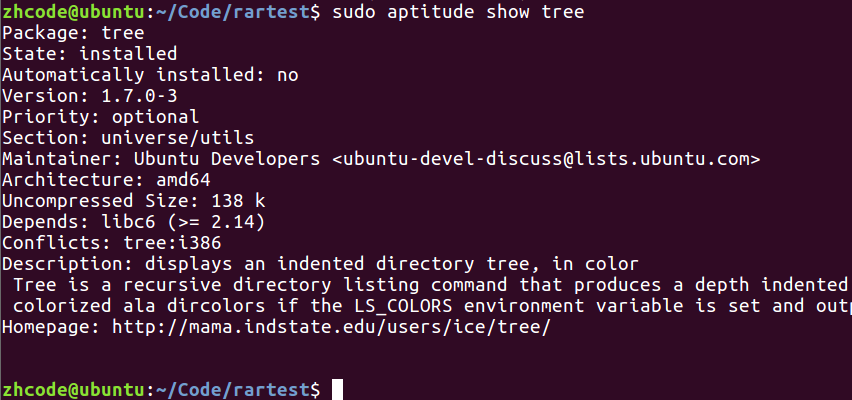 zhcode@ubuntu:~/Code/rartest$ sudo aptitude show tree
Package: tree
State: installed
Automatically installed: no
Version: 1.7.0-3
Priority: optional
Section: universe/utils
Maintainer: Ubuntu Developers <ubuntu-devel-discuss@lists.ubuntu.com>
Architecture: amd64
Uncompressed Size: 138 k
Depends: libc6 (>= 2.14)
Conflicts: tree:i386
Description: displays an indented directory tree, in color
 Tree is a recursive directory listing command that produces a depth indented
 colorized ala dircolors if the LS_COLORS environment variable is set and outp
Homepage: http://mama.indstate.edu/users/ice/tree/
zhcode@ubuntu:~/Code/rartest$